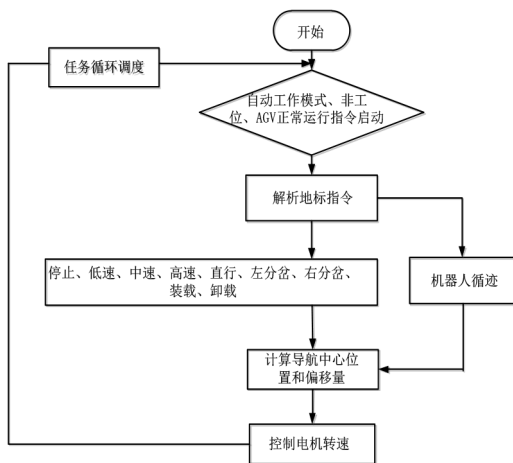 开始
任务循环调度
自动工作模式、非工
位、AGV正常运行指令启动
解析地标指令
停止、低速、中速、高速、直行、左分岔、右分岔、
装载、卸载
机器人循迹
计算导航中心位
置和偏移量
控制电机转速